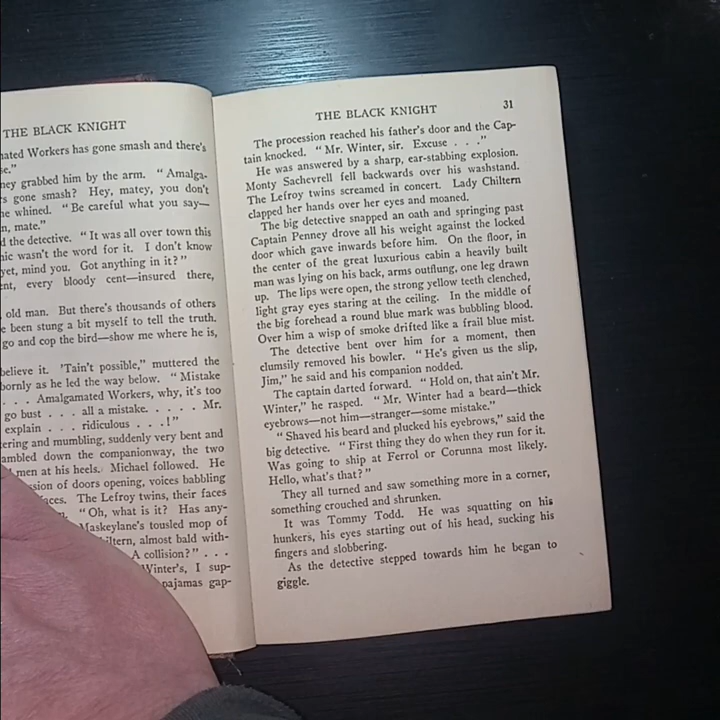 THE BLACK KNIGHT
mated Workers has gone smash and there's
se."
ney grabbed him by the arm. "Amalga-
rs gone smash? Hey, matey, you don't
he whined. "Be careful what you say—
n, mate."
d the detective. "It was all over town this
nic wasn't the word for it. I don't know
yet, mind you. Got anything in it?"
ent, every bloody cent—insured there,
old man. But there's thousands of others
e been stung a bit myself to tell the truth.
go and cop the bird—show me where he is,
believe it. 'Tain't possible," muttered the
bornly as he led the way below. "Mistake
. . . Amalgamated Workers, why, it's too
go bust . . . all a mistake. . . . . Mr.
explain . . . ridiculous . . .!"
tering and mumbling, suddenly very bent and
ambled down the companionway, the two
men at his heels. Michael followed. He
sion of doors opening, voices babbling
aces. The Lefroy twins, their faces
"Oh, what is it? Has any-
Maskeylane's tousled mop of
iltern, almost bald with-
A collision?" . . .
Winter's, I sup-
pajamas gap-
THE BLACK KNIGHT 31
The procession reached his father's door and the Cap-
tain knocked. "Mr. Winter, sir. Excuse . . ."
He was answered by a sharp, ear-stabbing explosion.
Monty Sachevrell fell backwards over his washstand.
The Lefroy twins screamed in concert. Lady Chiltern
clapped her hands over her eyes and moaned.
The big detective snapped an oath and springing past
Captain Penney drove all his weight against the locked
door which gave inwards before him. On the floor, in
the center of the great luxurious cabin a heavily built
man was lying on his back, arms outflung, one leg drawn
up. The lips were open, the strong yellow teeth clenched,
light gray eyes staring at the ceiling. In the middle of
the big forehead a round blue mark was bubbling blood.
Over him a wisp of smoke drifted like a frail blue mist.
The detective bent over him for a moment, then
clumsily removed his bowler. "He's given us the slip,
Jim," he said and his companion nodded.
The captain darted forward. "Hold on, that ain't Mr.
Winter," he rasped. "Mr. Winter had a beard—thick
eyebrows—not him—stranger—some mistake."
"Shaved his beard and plucked his eyebrows," said the
big detective. "First thing they do when they run for it.
Was going to ship at Ferrol or Corunna most likely.
Hello, what's that?"
They all turned and saw something more in a corner,
something crouched and shrunken.
It was Tommy Todd. He was squatting on his
hunkers, his eyes starting out of his head, sucking his
fingers and slobbering.
As the detective stepped towards him he began to
giggle.